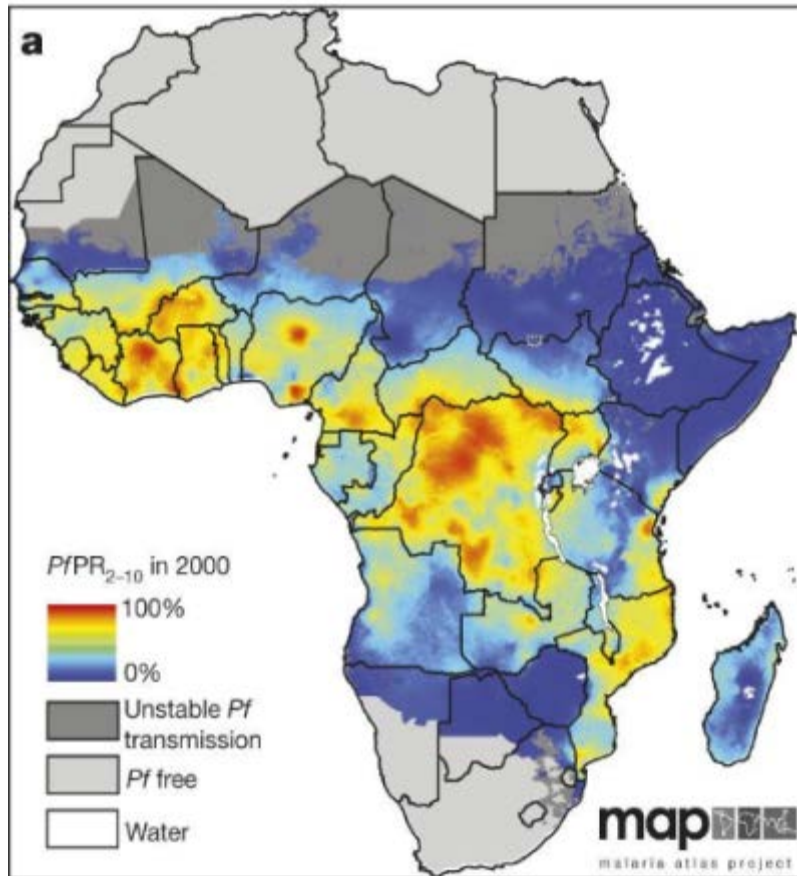 a
PfPR2–10 in 2000
100%
0%
Unstable Pf
transmission
Pf free
Water
map
malaria atlas project